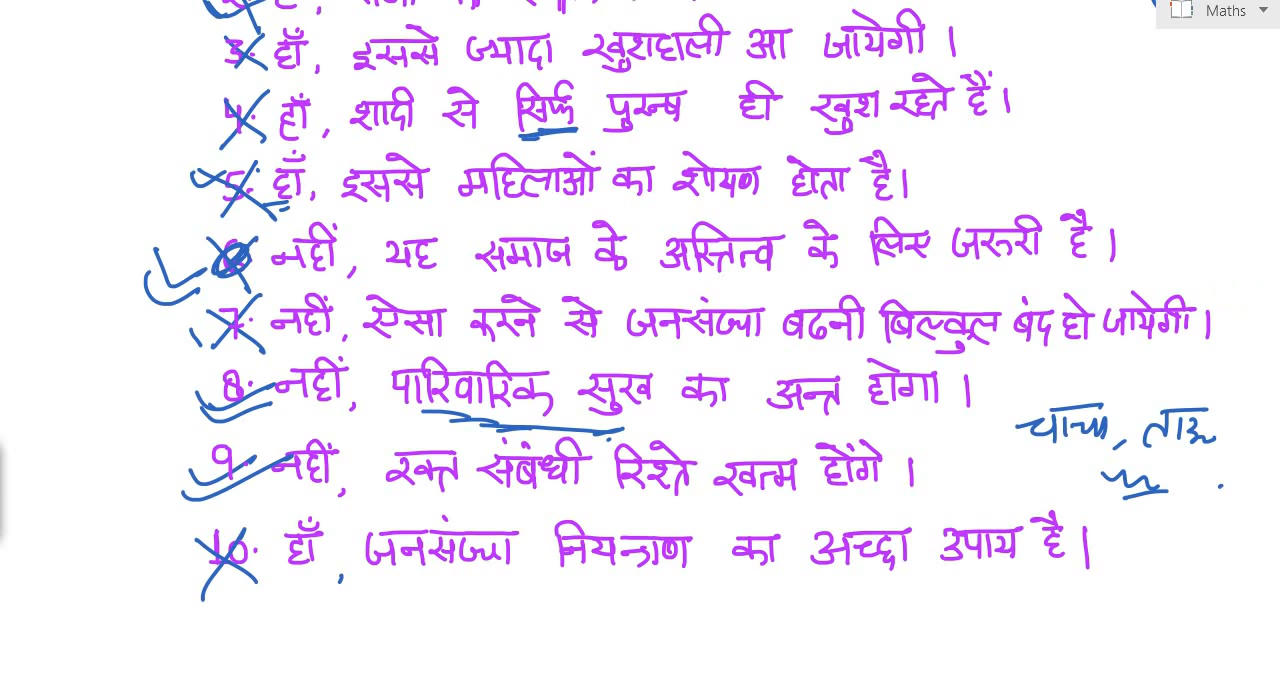 Maths
3. हाँ, इससे ज्यादा खुशहाली आ जायेगी।
4. हाँ, शादी से सिर्फ पुरुष ही खुश रहते हैं।
5. हाँ, इससे महिलाओं का शोषण होता है।
6 नहीं, यह समाज के अस्तित्व के लिए जरुरी है।
7. नहीं, ऐसा करने से जनसंख्या बढनी बिल्कुल बंद हो जायेगी।
8. नहीं, पारिवारिक सुख का अन्त होगा।
चाचा, ताऊ
9. नहीं, रक्त संबंधी रिश्ते खत्म होंगे।
10. हाँ, जनसंख्या नियन्त्रण का अच्छा उपाय है।